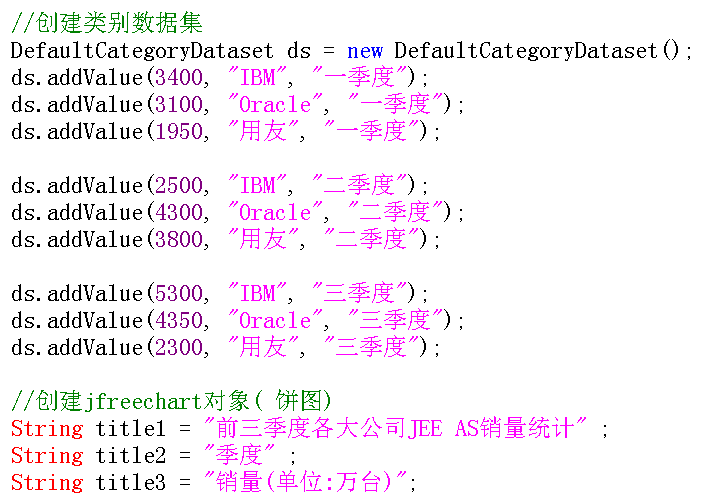 //创建类别数据集
DefaultCategoryDataset ds = new DefaultCategoryDataset();
ds.addValue(3400, "IBM", "一季度");
ds.addValue(3100, "Oracle", "一季度");
ds.addValue(1950, "用友", "一季度");
ds.addValue(2500, "IBM", "二季度");
ds.addValue(4300, "Oracle", "二季度");
ds.addValue(3800, "用友", "二季度");
ds.addValue(5300, "IBM", "三季度");
ds.addValue(4350, "Oracle", "三季度");
ds.addValue(2300, "用友", "三季度");
//创建jfreechart对象( 饼图)
String title1 = "前三季度各大公司JEE AS销量统计" ;
String title2 = "季度" ;
String title3 = "销量(单位:万台)";